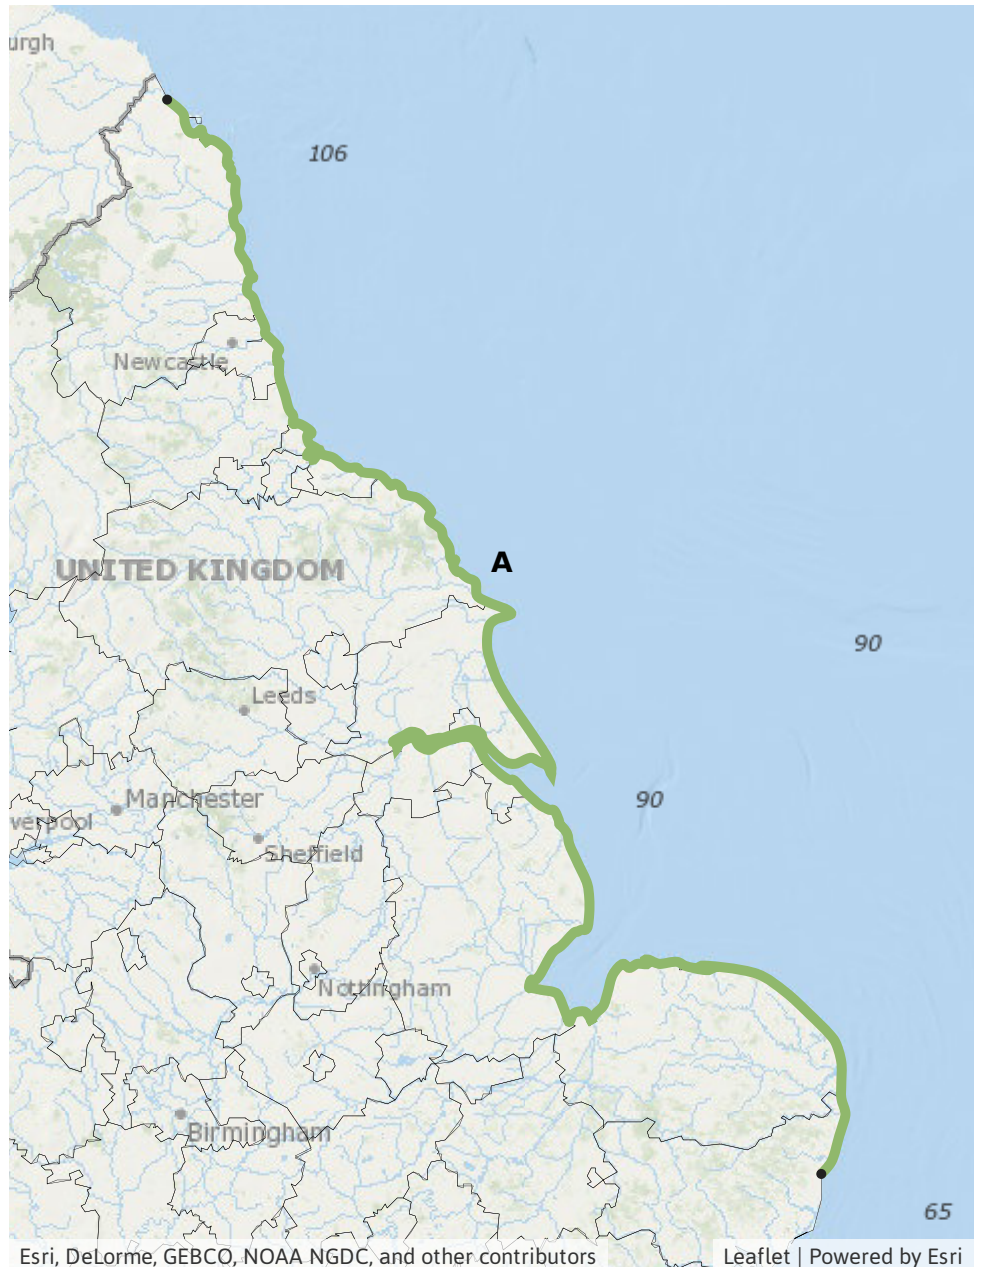 urgh
106
Newcastle
A
UNITED KINGDOM
90
Leeds
Manchester
90
verpool
Sheffield
Nottingham
Birmingham
65
Esri, DeLorme, GEBCO, NOAA NGDC, and other contributors
Leaflet | Powered by Esri